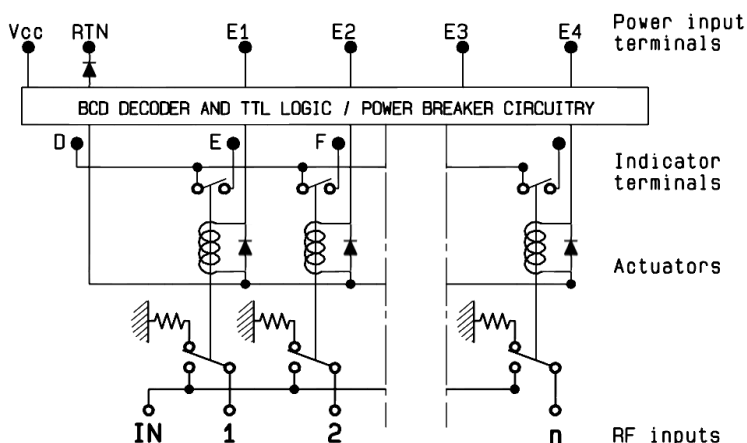 Vcc RTN E1 E2 E3 E4 Power input
terminals
BCD DECODER AND TTL LOGIC / POWER BREAKER CIRCUITRY
D E F Indicator
terminals
Actuators
IN 1 2 n RF inputs